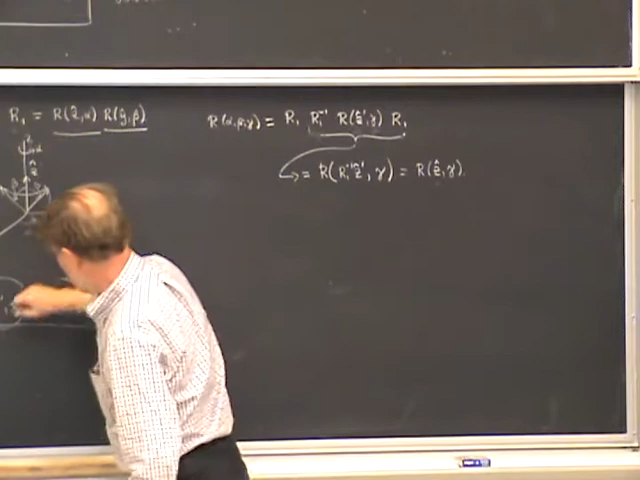 R₁ = R(ẑ,α) R(ŷ,β)
R(α,β,γ) = R₁ R₁⁻¹ R(ẑ',γ) R₁
= R(R₁⁻¹ẑ', γ) = R(ẑ,γ).